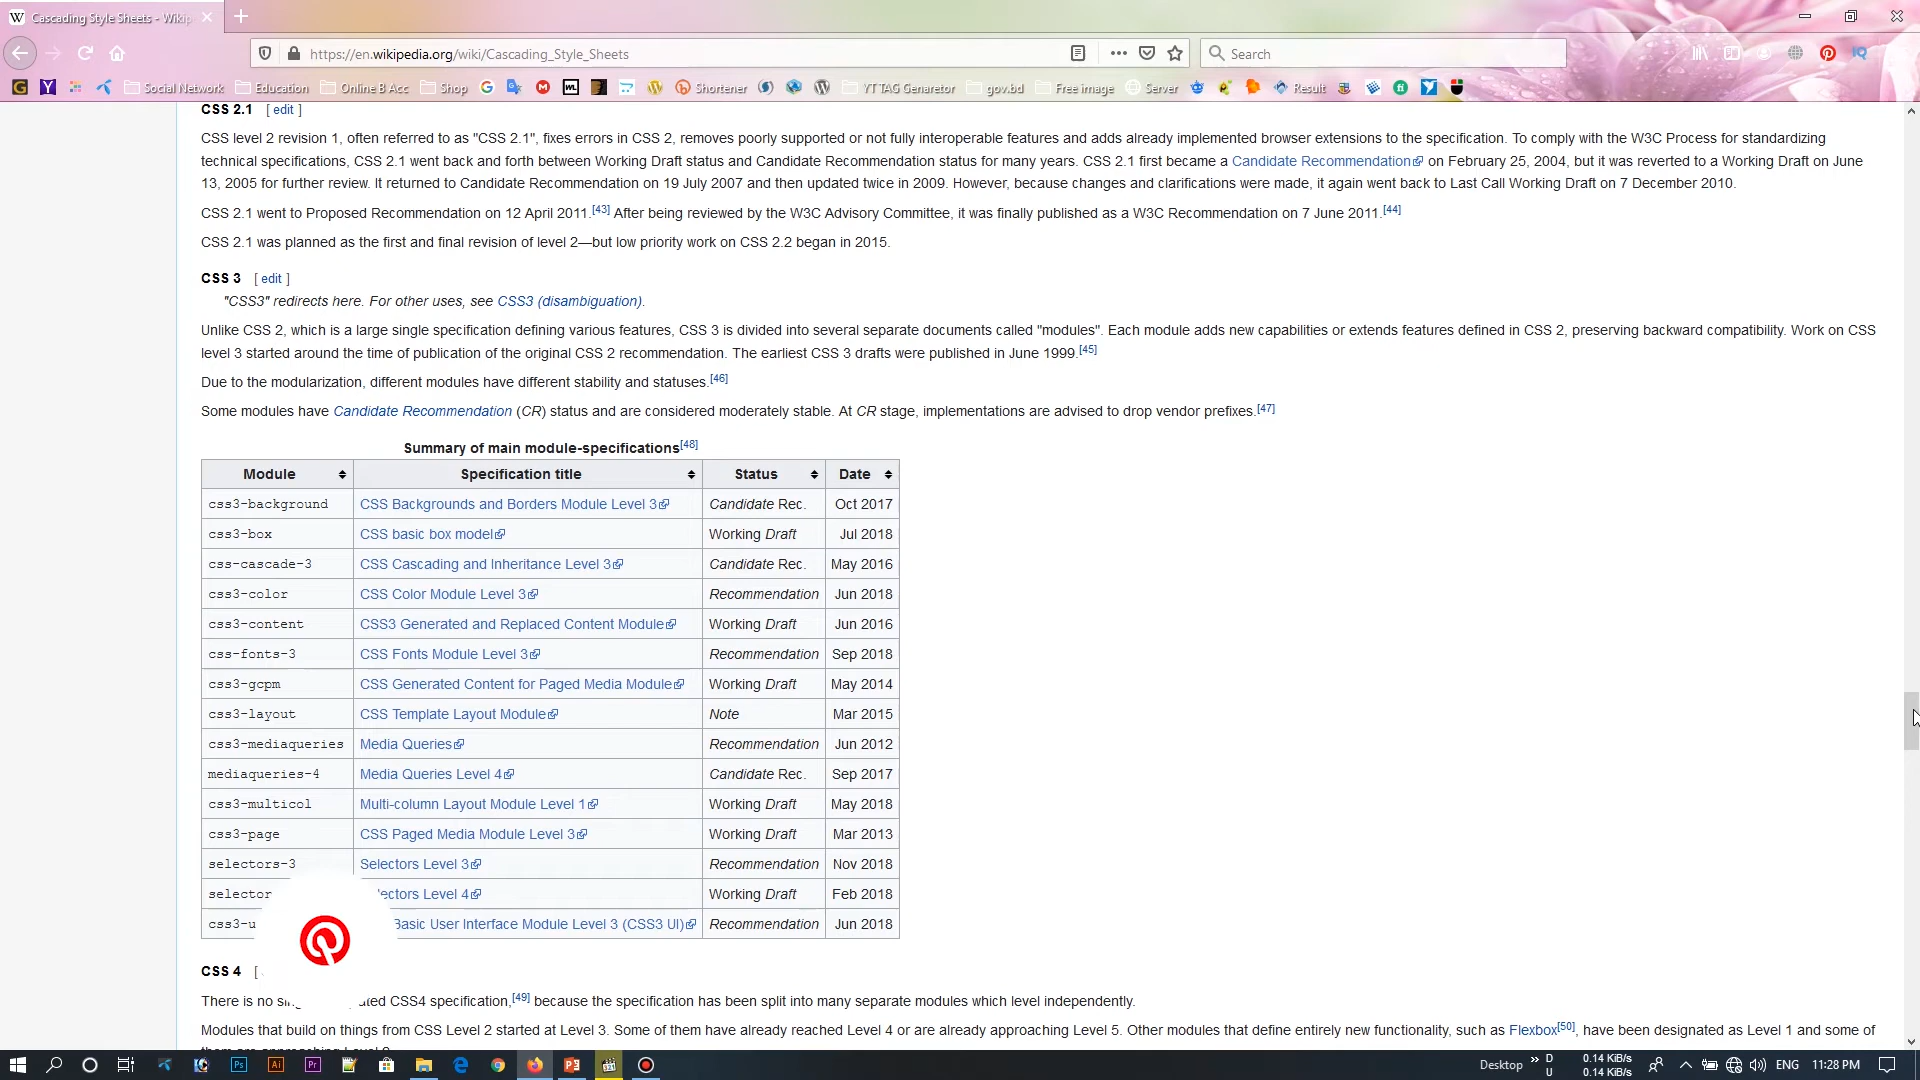 Cascading Style Sheets - Wikip
https://en.wikipedia.org/wiki/Cascading_Style_Sheets
Search
Social Network Education Online B Acc Shop Shortener YT TAG Genaretor gov.bd Free image Server Result
CSS 2.1 [ edit ]
CSS level 2 revision 1, often referred to as "CSS 2.1", fixes errors in CSS 2, removes poorly supported or not fully interoperable features and adds already implemented browser extensions to the specification. To comply with the W3C Process for standardizing
technical specifications, CSS 2.1 went back and forth between Working Draft status and Candidate Recommendation status for many years. CSS 2.1 first became a Candidate Recommendation on February 25, 2004, but it was reverted to a Working Draft on June
13, 2005 for further review. It returned to Candidate Recommendation on 19 July 2007 and then updated twice in 2009. However, because changes and clarifications were made, it again went back to Last Call Working Draft on 7 December 2010.
CSS 2.1 went to Proposed Recommendation on 12 April 2011.[43] After being reviewed by the W3C Advisory Committee, it was finally published as a W3C Recommendation on 7 June 2011.[44]
CSS 2.1 was planned as the first and final revision of level 2—but low priority work on CSS 2.2 began in 2015.
CSS 3 [ edit ]
"CSS3" redirects here. For other uses, see CSS3 (disambiguation).
Unlike CSS 2, which is a large single specification defining various features, CSS 3 is divided into several separate documents called "modules". Each module adds new capabilities or extends features defined in CSS 2, preserving backward compatibility. Work on CSS
level 3 started around the time of publication of the original CSS 2 recommendation. The earliest CSS 3 drafts were published in June 1999.[45]
Due to the modularization, different modules have different stability and statuses.[46]
Some modules have Candidate Recommendation (CR) status and are considered moderately stable. At CR stage, implementations are advised to drop vendor prefixes.[47]
Summary of main module-specifications[48]
Module Specification title Status Date
css3-background CSS Backgrounds and Borders Module Level 3 Candidate Rec. Oct 2017
css3-box CSS basic box model Working Draft Jul 2018
css-cascade-3 CSS Cascading and Inheritance Level 3 Candidate Rec. May 2016
css3-color CSS Color Module Level 3 Recommendation Jun 2018
css3-content CSS3 Generated and Replaced Content Module Working Draft Jun 2016
css-fonts-3 CSS Fonts Module Level 3 Recommendation Sep 2018
css3-gcpm CSS Generated Content for Paged Media Module Working Draft May 2014
css3-layout CSS Template Layout Module Note Mar 2015
css3-mediaqueries Media Queries Recommendation Jun 2012
mediaqueries-4 Media Queries Level 4 Candidate Rec. Sep 2017
css3-multicol Multi-column Layout Module Level 1 Working Draft May 2018
css3-page CSS Paged Media Module Level 3 Working Draft Mar 2013
selectors-3 Selectors Level 3 Recommendation Nov 2018
selector ectors Level 4 Working Draft Feb 2018
css3-u Basic User Interface Module Level 3 (CSS3 UI) Recommendation Jun 2018
CSS 4 [
There is no CSS4 specification,[49] because the specification has been split into many separate modules which level independently.
Modules that build on things from CSS Level 2 started at Level 3. Some of them have already reached Level 4 or are already approaching Level 5. Other modules that define entirely new functionality, such as Flexbox[50], have been designated as Level 1 and some of
Desktop D U 0.14 KiB/s 0.14 KiB/s ENG 11:28 PM